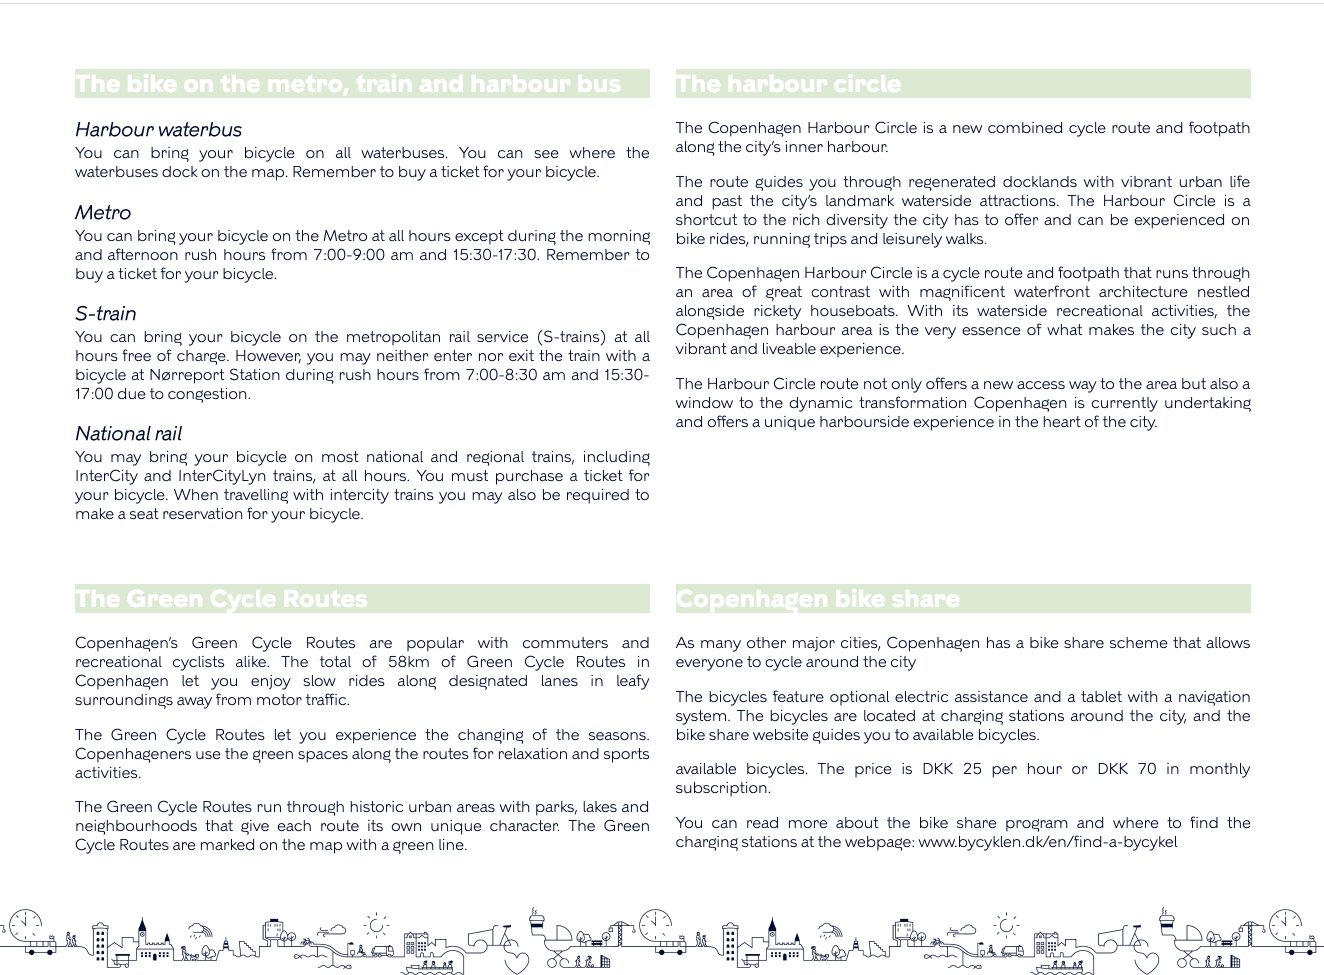 The bike on the metro, train and harbour bus
Harbour waterbus
You can bring your bicycle on all waterbuses. You can see where the
waterbuses dock on the map. Remember to buy a ticket for your bicycle.
Metro
You can bring your bicycle on the Metro at all hours except during the morning
and afternoon rush hours from 7:00-9:00 am and 15:30-17:30. Remember to
buy a ticket for your bicycle.
S-train
You can bring your bicycle on the metropolitan rail service (S-trains) at all
hours free of charge. However, you may neither enter nor exit the train with a
bicycle at Nørreport Station during rush hours from 7:00-8:30 am and 15:30-
17:00 due to congestion.
National rail
You may bring your bicycle on most national and regional trains, including
InterCity and InterCityLyn trains, at all hours. You must purchase a ticket for
your bicycle. When travelling with intercity trains you may also be required to
make a seat reservation for your bicycle.
The harbour circle
The Copenhagen Harbour Circle is a new combined cycle route and footpath
along the city's inner harbour.
The route guides you through regenerated docklands with vibrant urban life
and past the city's landmark waterside attractions. The Harbour Circle is a
shortcut to the rich diversity the city has to offer and can be experienced on
bike rides, running trips and leisurely walks.
The Copenhagen Harbour Circle is a cycle route and footpath that runs through
an area of great contrast with magnificent waterfront architecture nestled
alongside rickety houseboats. With its waterside recreational activities, the
Copenhagen harbour area is the very essence of what makes the city such a
vibrant and liveable experience.
The Harbour Circle route not only offers a new access way to the area but also a
window to the dynamic transformation Copenhagen is currently undertaking
and offers a unique harbourside experience in the heart of the city.
The Green Cycle Routes
Copenhagen's Green Cycle Routes are popular with commuters and
recreational cyclists alike. The total of 58km of Green Cycle Routes in
Copenhagen let you enjoy slow rides along designated lanes in leafy
surroundings away from motor traffic.
The Green Cycle Routes let you experience the changing of the seasons.
Copenhageners use the green spaces along the routes for relaxation and sports
activities.
The Green Cycle Routes run through historic urban areas with parks, lakes and
neighbourhoods that give each route its own unique character. The Green
Cycle Routes are marked on the map with a green line.
Copenhagen bike share
As many other major cities, Copenhagen has a bike share scheme that allows
everyone to cycle around the city
The bicycles feature optional electric assistance and a tablet with a navigation
system. The bicycles are located at charging stations around the city, and the
bike share website guides you to available bicycles.
available bicycles. The price is DKK 25 per hour or DKK 70 in monthly
subscription.
You can read more about the bike share program and where to find the
charging stations at the webpage: www.bycyklen.dk/en/find-a-bycykel